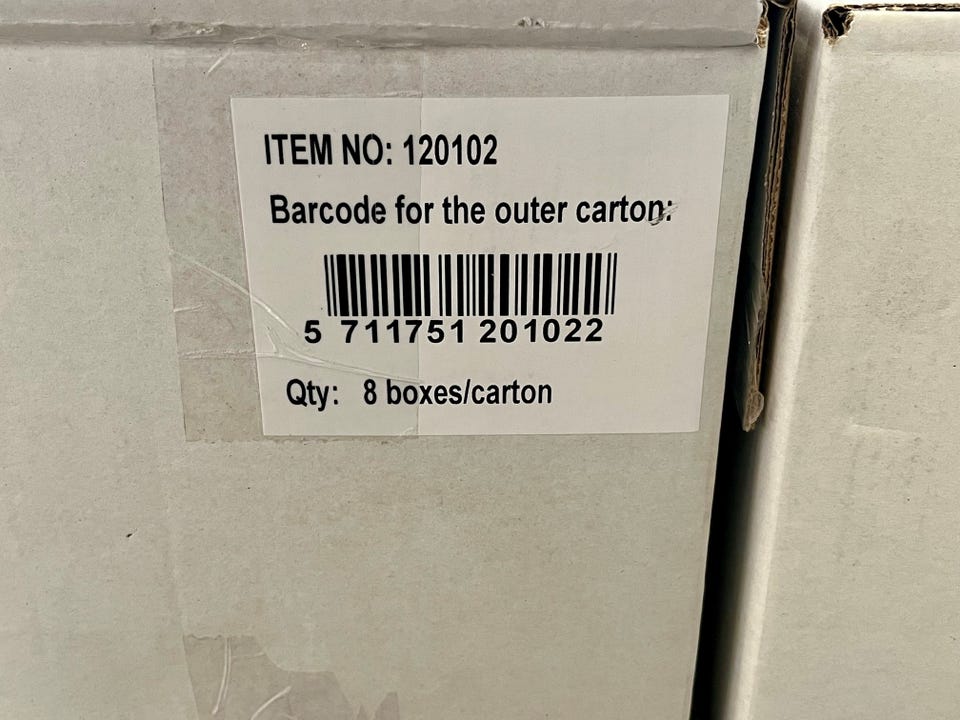 ITEM NO: 120102
Barcode for the outer carton:
5 711751 201022
Qty: 8 boxes/carton